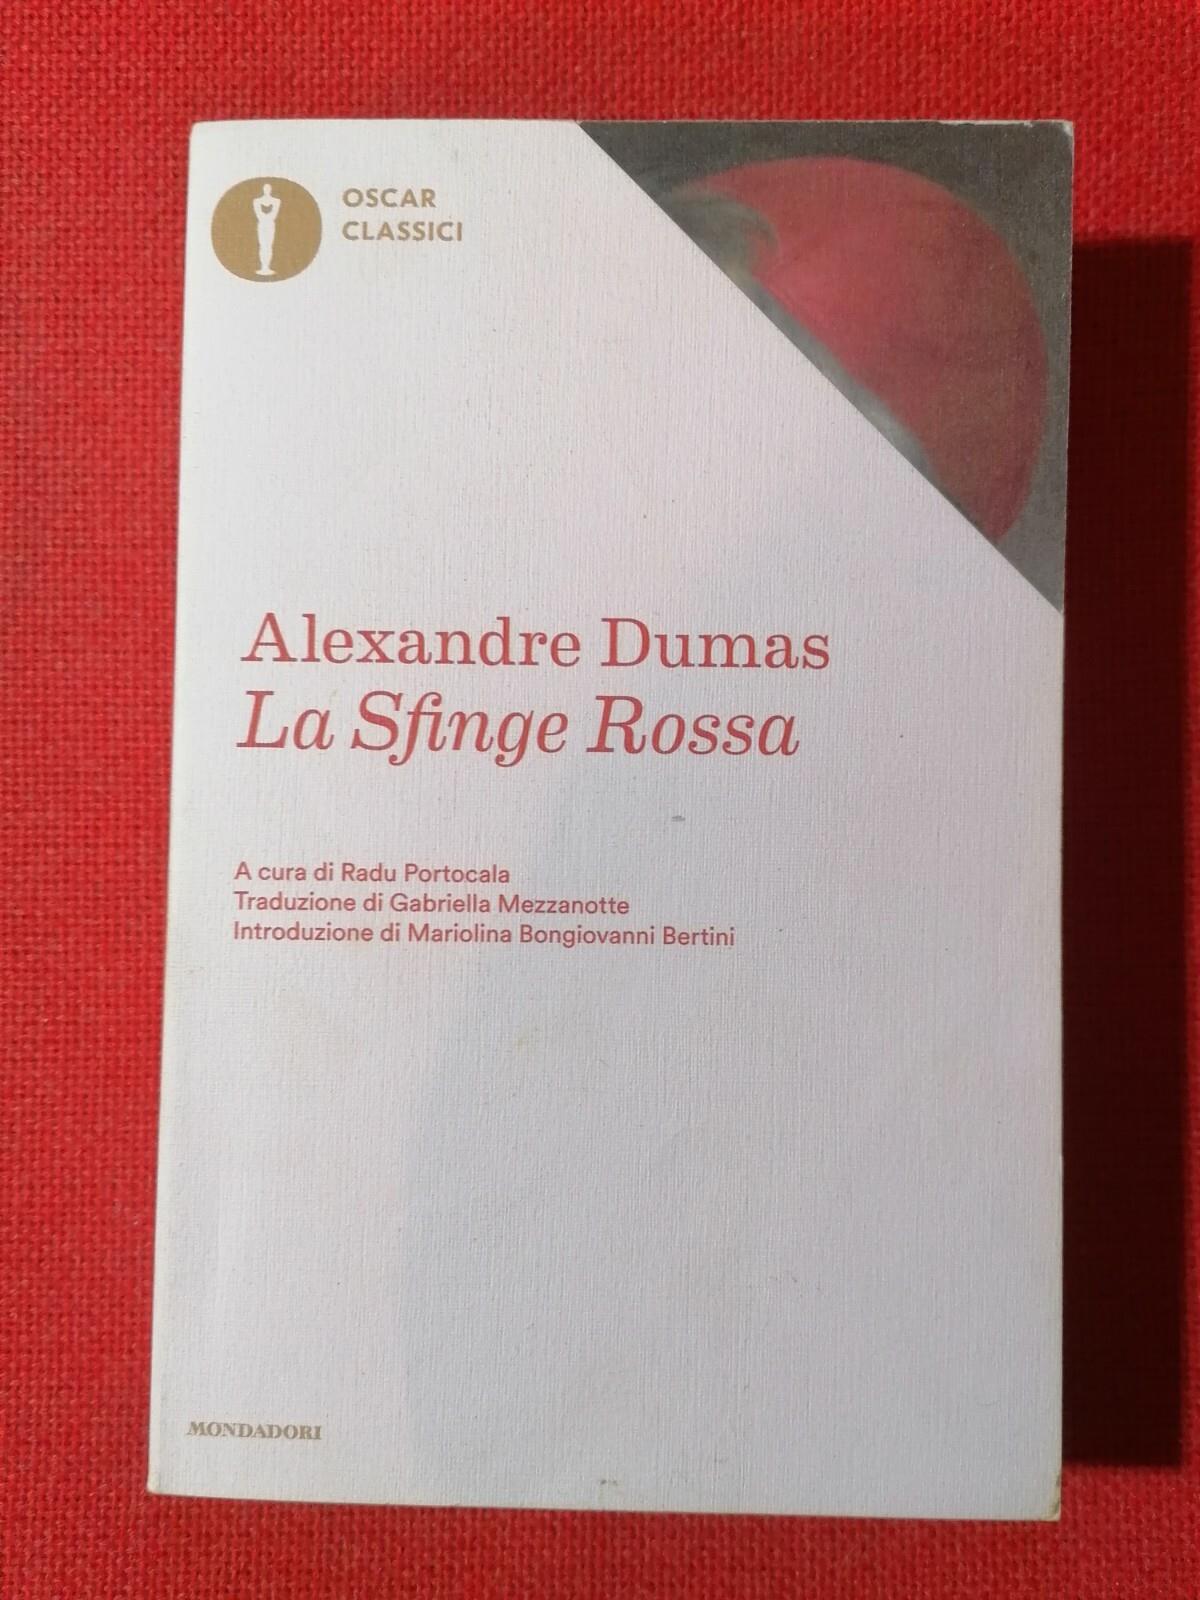 OSCAR
CLASSICI
Alexandre Dumas
La Sfinge Rossa
A cura di Radu Portocala
Traduzione di Gabriella Mezzanotte
Introduzione di Mariolina Bongiovanni Bertini
MONDADORI